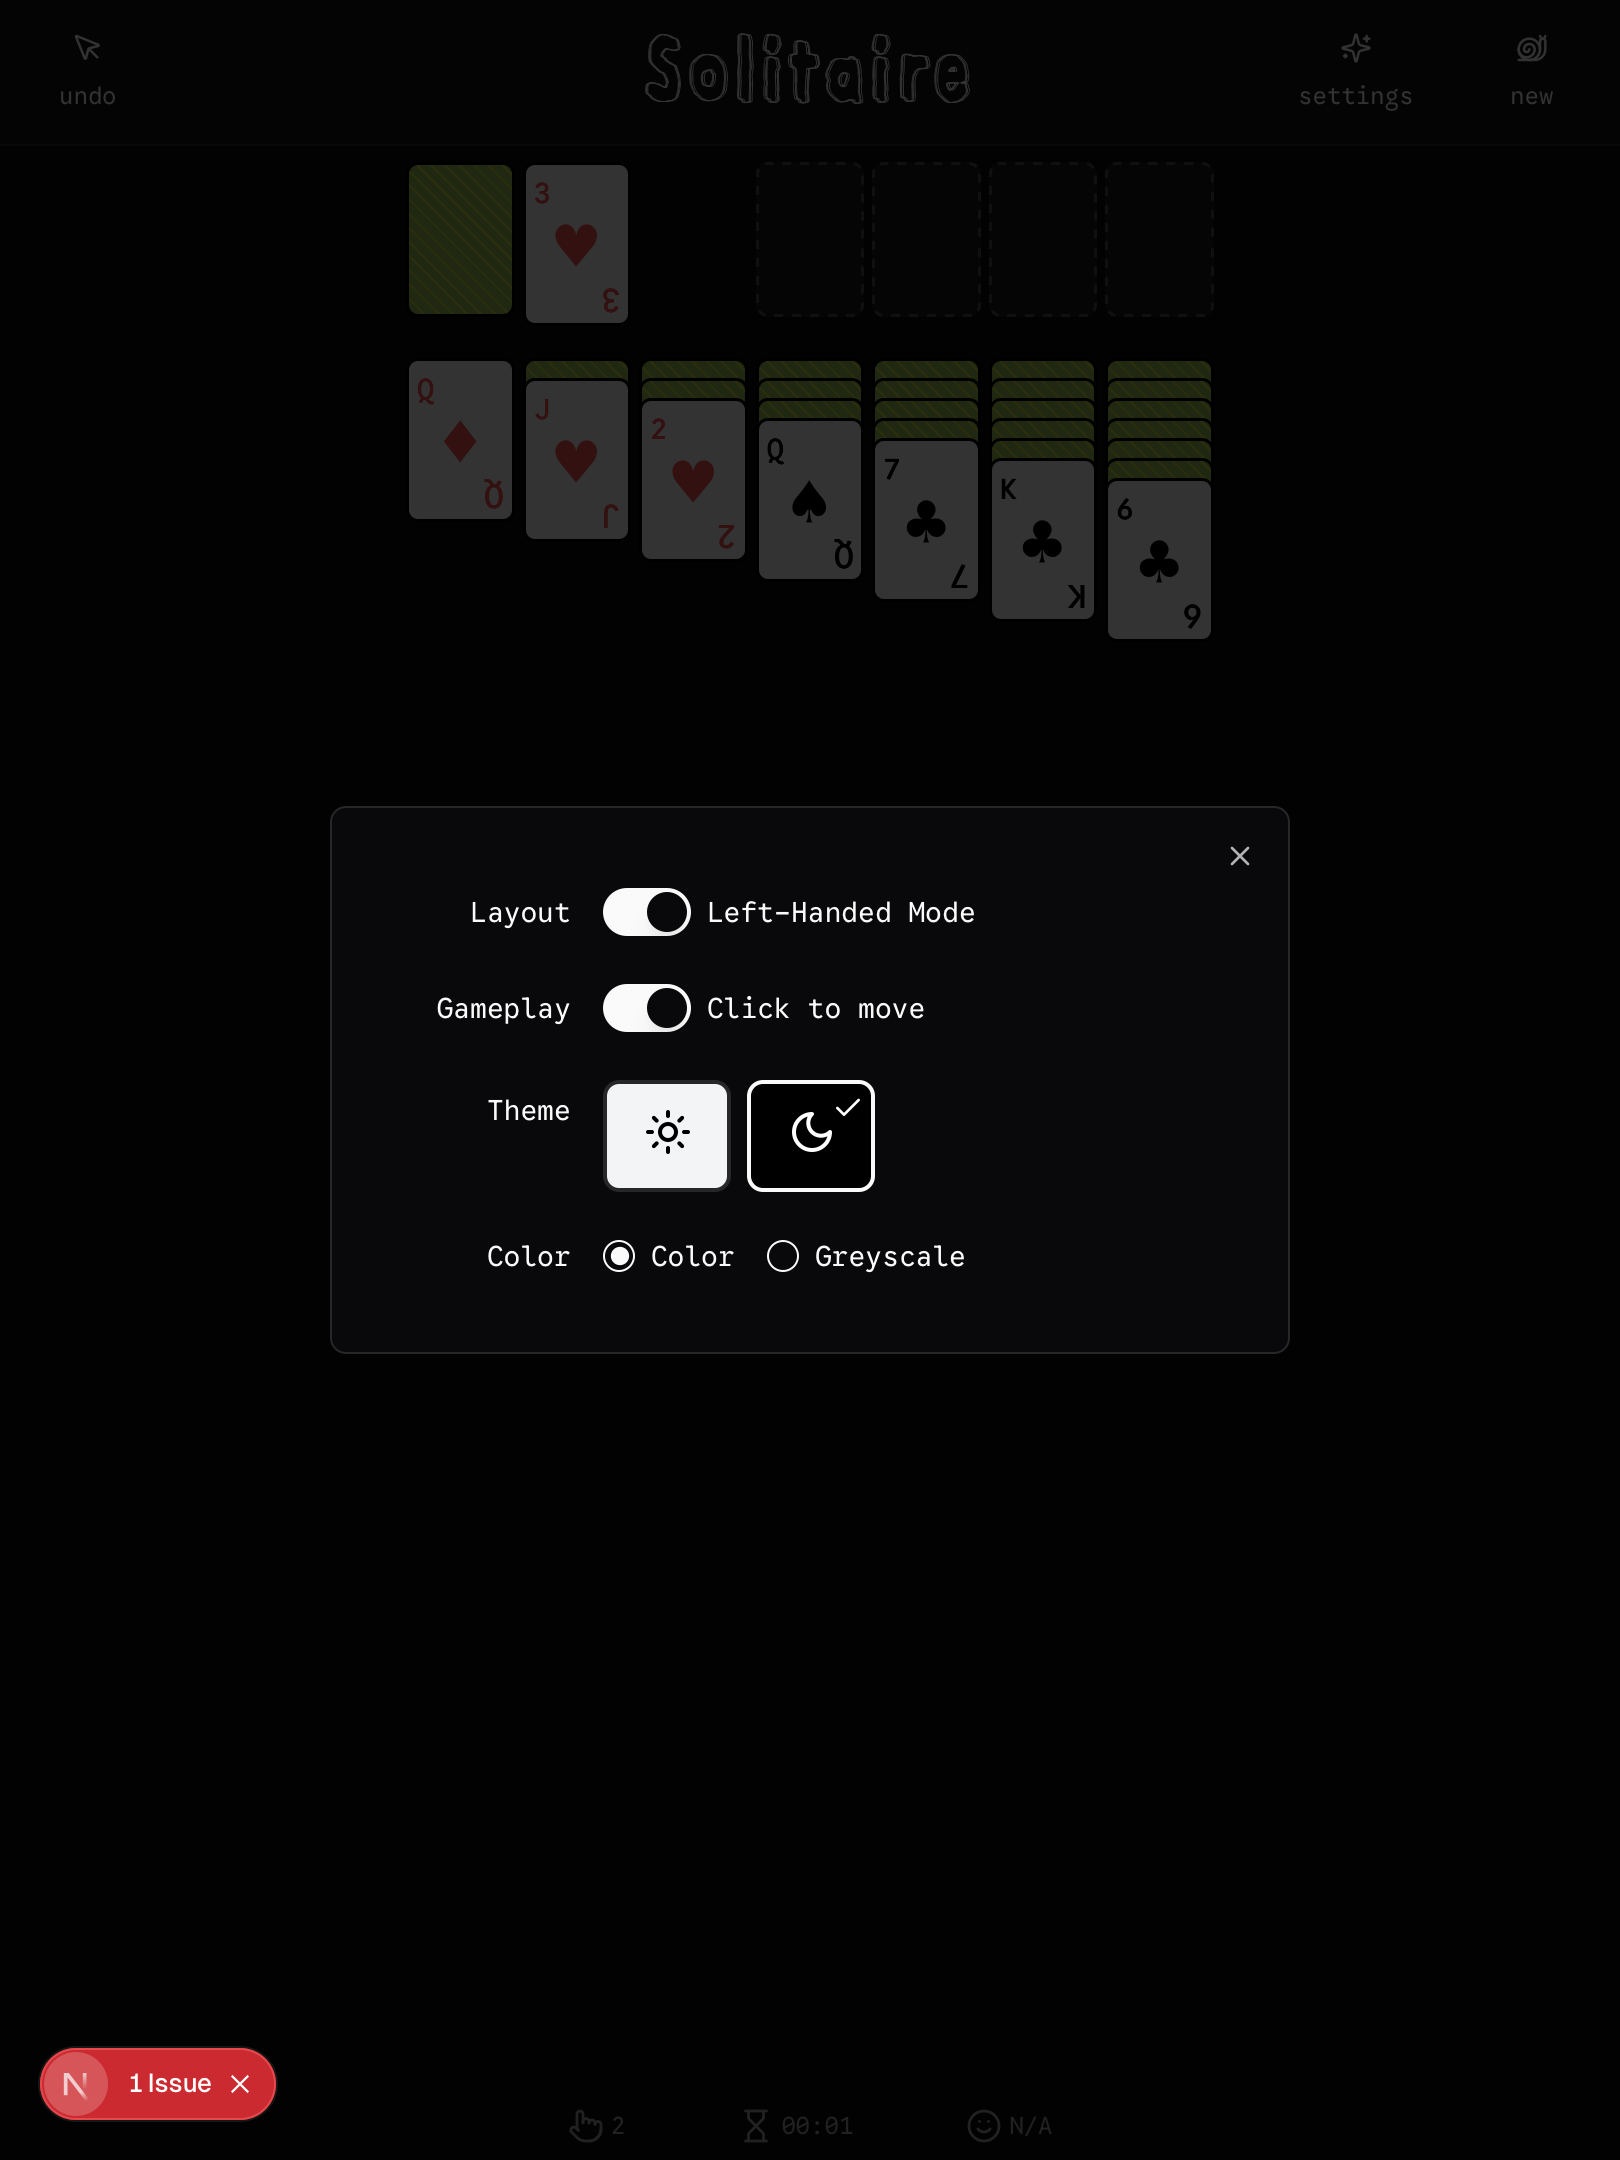 Solitaire
undo
settings new
3
3
Q
Q
J
J
2
2
Q
Q
7
7
K
K
6
6
Layout Left-Handed Mode
Gameplay Click to move
Theme
Color Color Greyscale
N 1 Issue
2 00:01 N/A